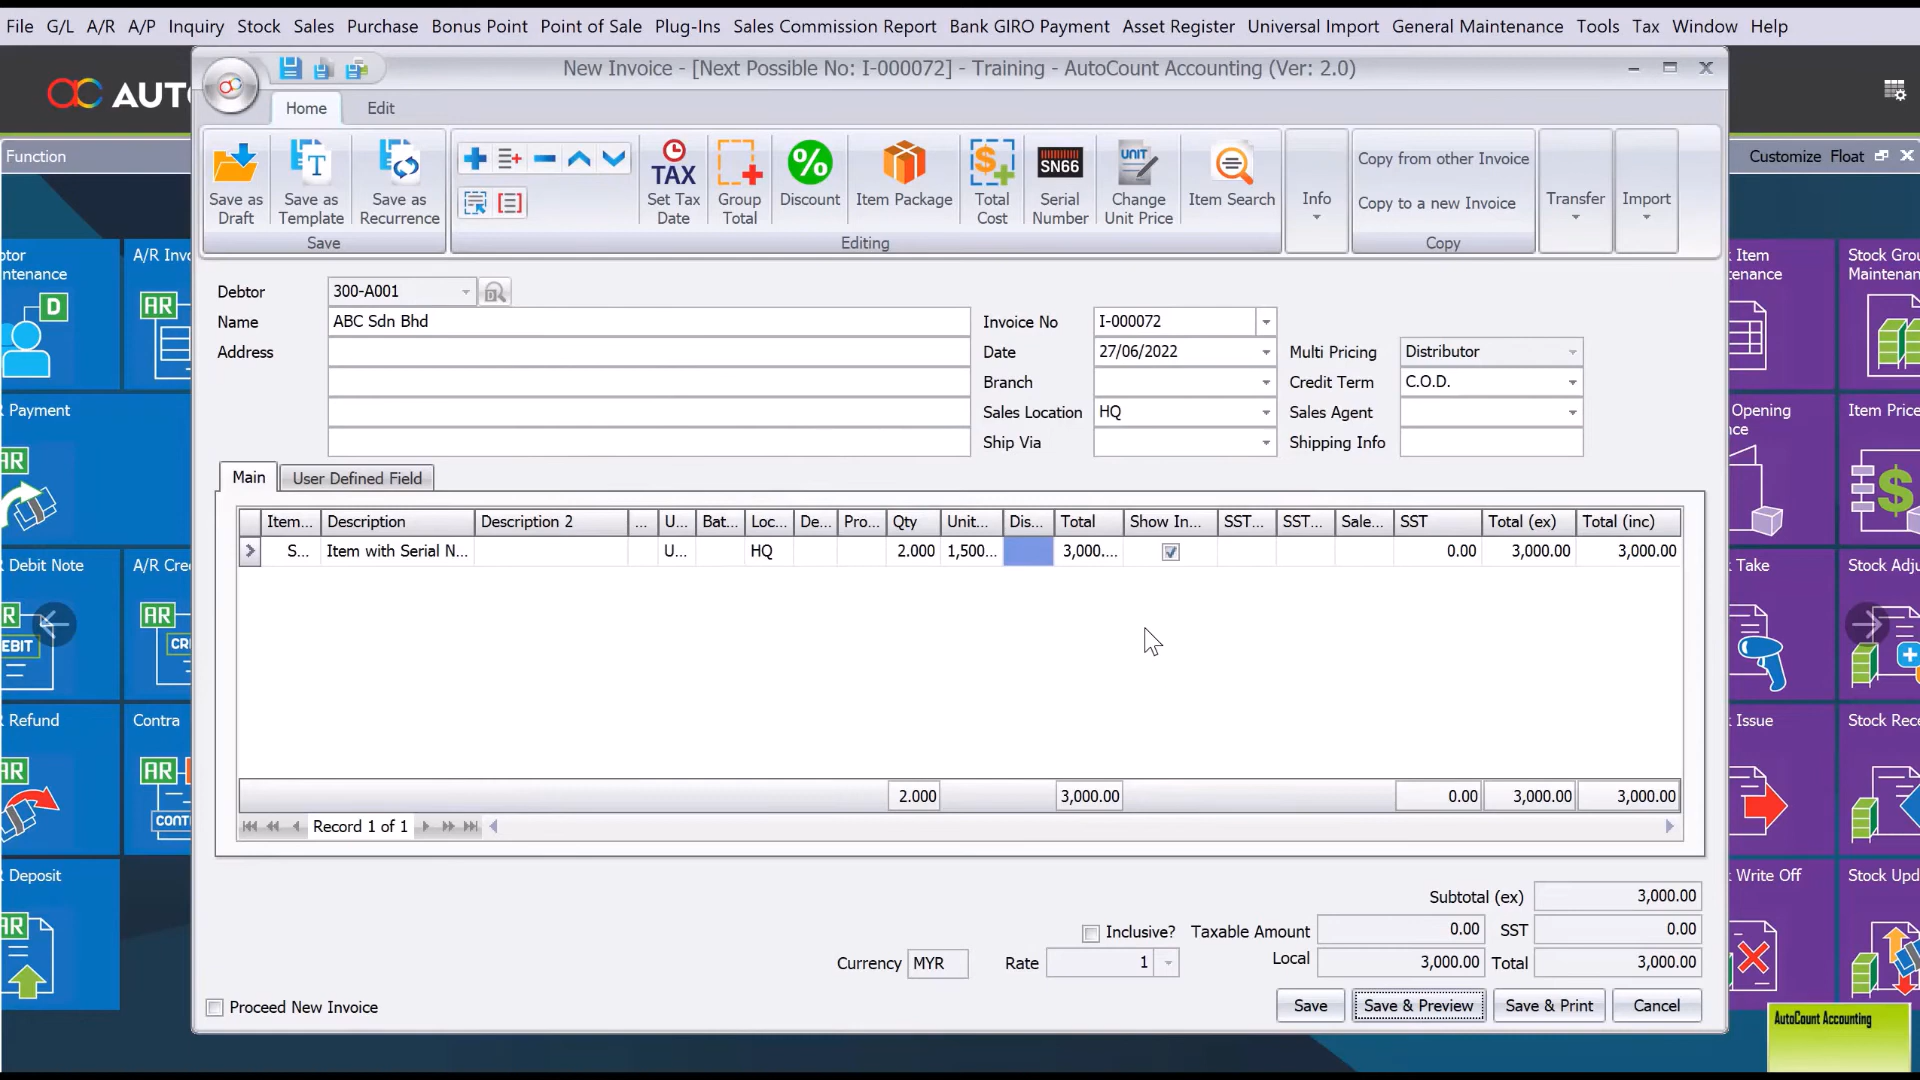 File G/L A/R A/P Inquiry Stock Sales Purchase Bonus Point Point of Sale Plug-Ins Sales Commission Report Bank GIRO Payment Asset Register Universal Import General Maintenance Tools Tax Window Help
New Invoice - [Next Possible No: I-000072] - Training - AutoCount Accounting (Ver: 2.0)
Home Edit
Save as Draft
Save as Template
Save as Recurrence
Save
TAX
Set Tax Date
Group Total
%
Discount
Item Package
$
Total Cost
SN66
Serial Number
UNIT
Change Unit Price
Item Search
Editing
Info
Copy from other Invoice
Copy to a new Invoice
Copy
Transfer
Import
Function
Customize Float
Debtor 300-A001
Name ABC Sdn Bhd
Address
Invoice No I-000072
Date 27/06/2022 Multi Pricing Distributor
Branch Credit Term C.O.D.
Sales Location HQ Sales Agent
Ship Via Shipping Info
Main User Defined Field
Item... Description Description 2 ... U... Bat... Loc... De... Pro... Qty Unit... Dis... Total Show In... SST... SST... Sale... SST Total (ex) Total (inc)
S... Item with Serial N... U... HQ 2.000 1,500... 3,000.... 0.00 3,000.00 3,000.00
2.000 3,000.00 0.00 3,000.00 3,000.00
Record 1 of 1
Subtotal (ex) 3,000.00
Inclusive? Taxable Amount 0.00 SST 0.00
Currency MYR Rate 1 Local 3,000.00 Total 3,000.00
Proceed New Invoice
Save Save & Preview Save & Print Cancel
AutoCount Accounting
A/R Inv
Payment
Debit Note A/R Cre
Refund Contra
Deposit
AR
D
Item
Stock Gro
Maintenan
Opening
Item Price
Take
Stock Adju
Issue
Stock Rece
Write Off
Stock Upd